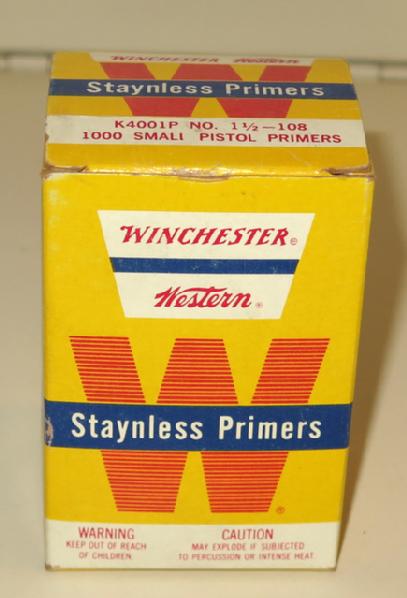 WINCHESTER Western
Staynless Primers
K4001P NO. 1½-108
1000 SMALL PISTOL PRIMERS
WINCHESTER®
Western®
W
Staynless Primers
®
WARNING
KEEP OUT OF REACH
OF CHILDREN.
CAUTION
MAY EXPLODE IF SUBJECTED
TO PERCUSSION OR INTENSE HEAT.